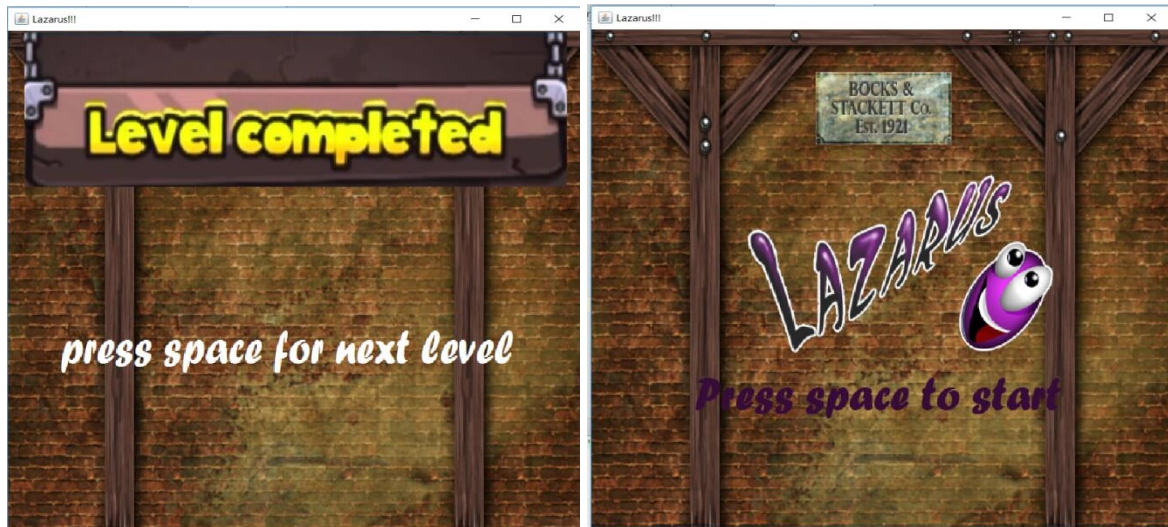 Lazarus!!!
Level completed
press space for next level
Lazarus!!!
BOCKS &
STACKETT Co.
Est. 1921
LAZARUS
Press space to start